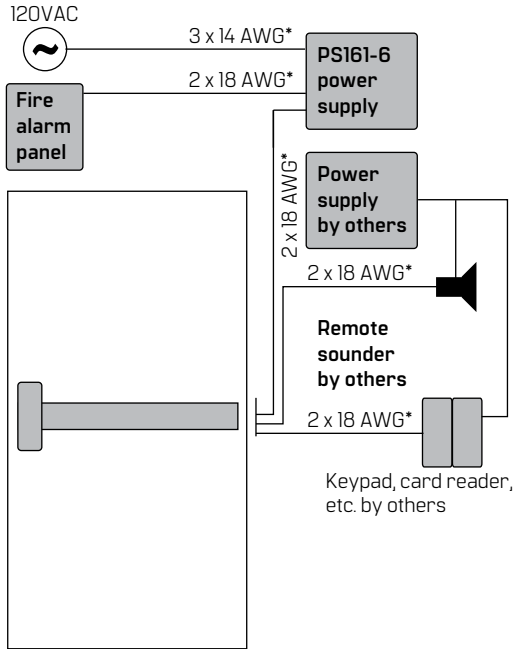 120VAC
3 x 14 AWG*
PS161-6
power
supply
2 x 18 AWG*
Fire
alarm
panel
2 x 18 AWG*
Power
supply
by others
2 x 18 AWG*
Remote
sounder
by others
2 x 18 AWG*
Keypad, card reader,
etc. by others